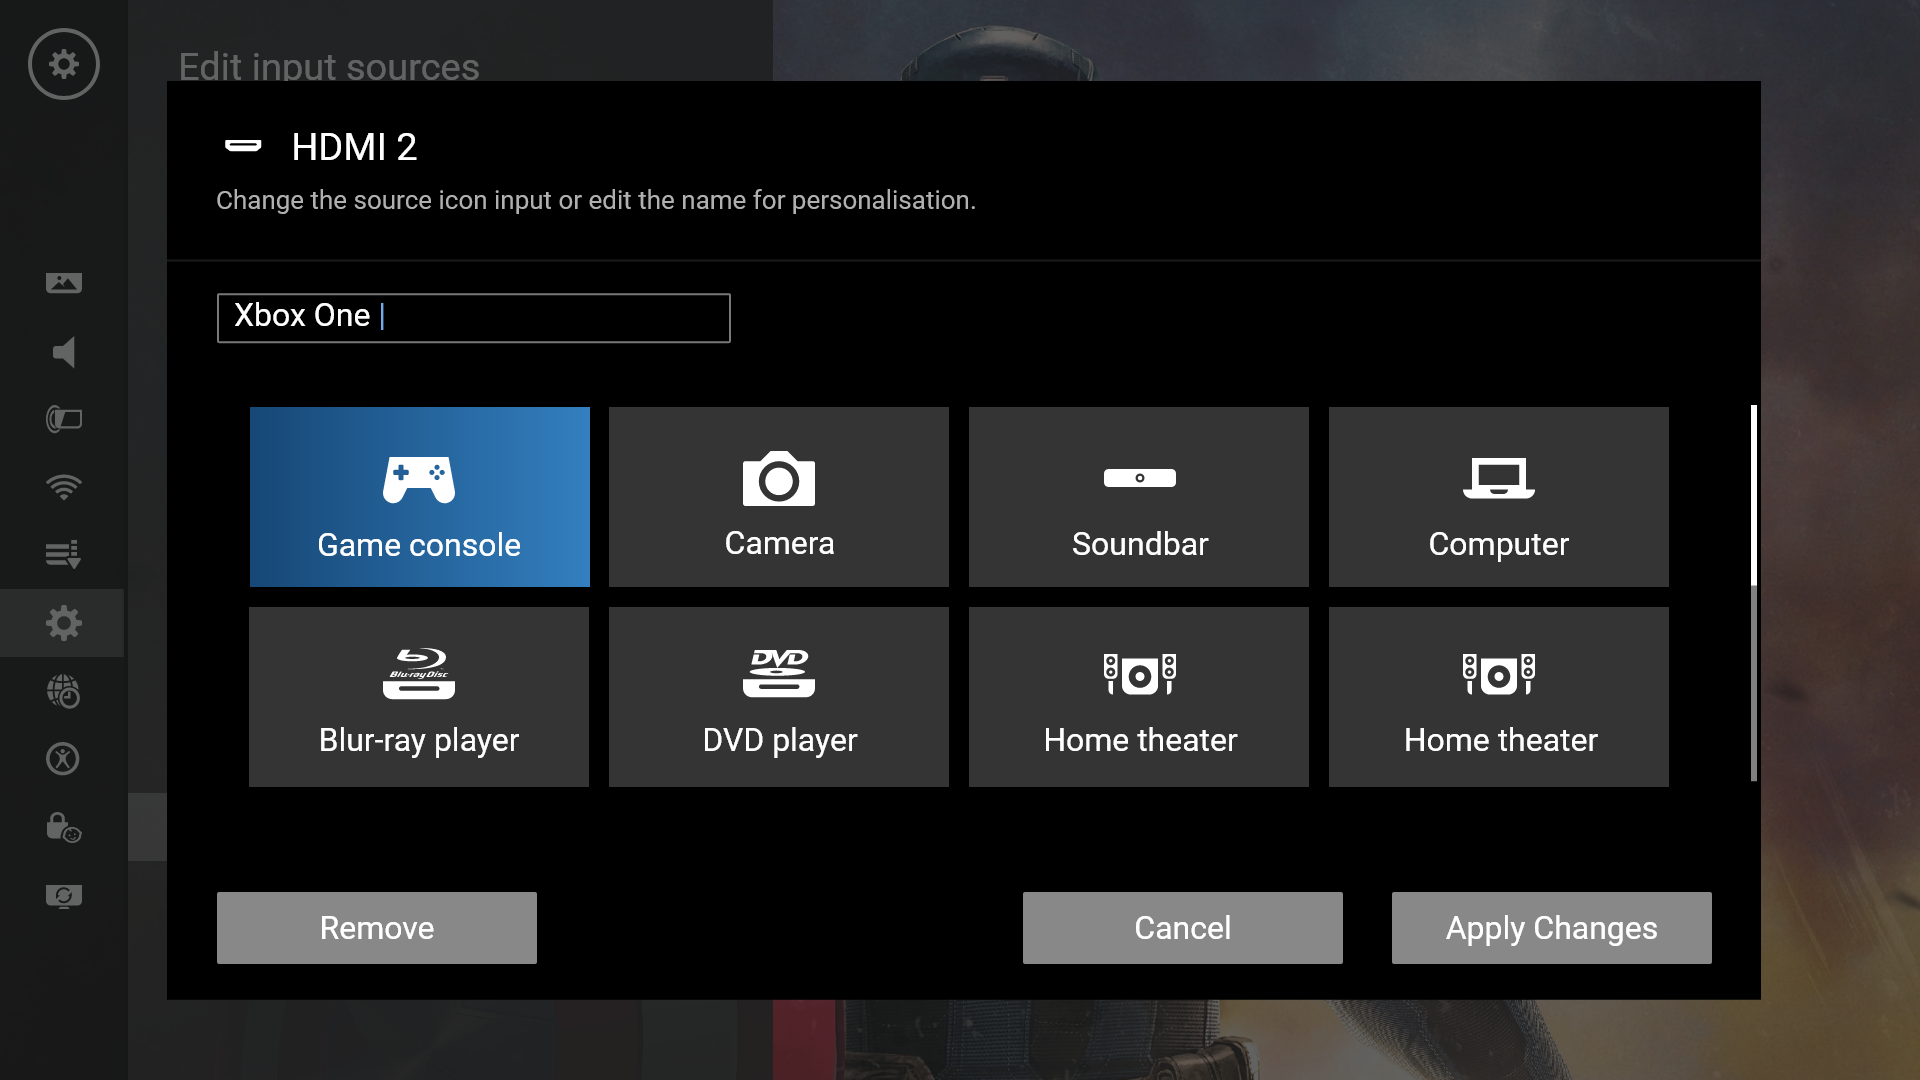 Edit input sources
HDMI 2
Change the source icon input or edit the name for personalisation.
Xbox One
Game console
Camera
Soundbar
Computer
Blu-ray Disc
Blur-ray player
DVD
DVD player
Home theater
Home theater
Remove
Cancel
Apply Changes